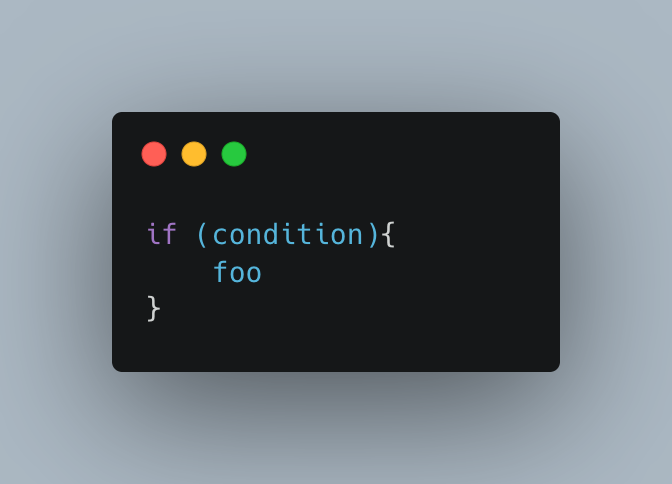 if (condition){
    foo
}